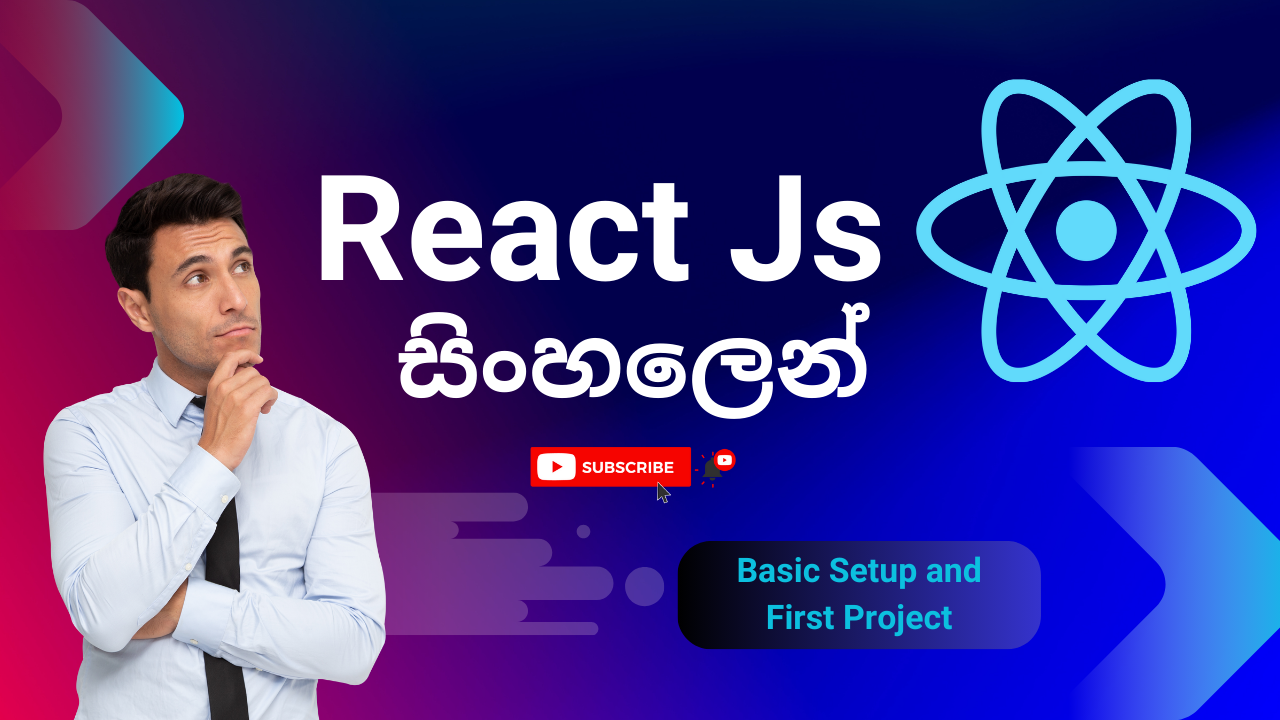 React Js
සිංහලෙන්
SUBSCRIBE
Basic Setup and
First Project